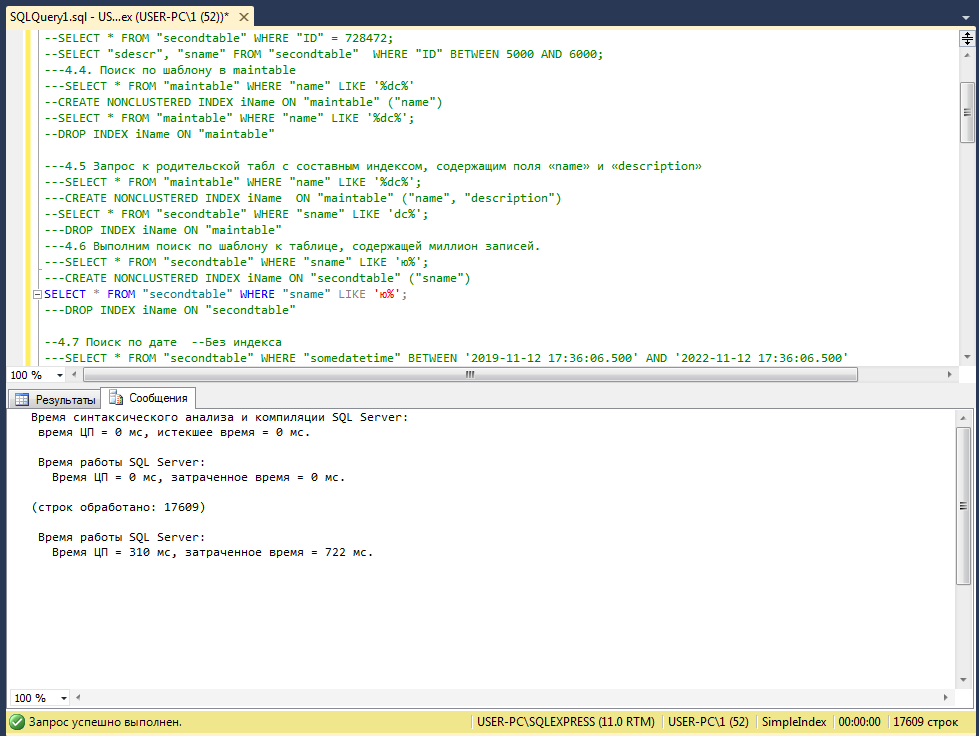 SQLQuery1.sql - US...ex (USER-PC\1 (52))*
--SELECT * FROM "secondtable" WHERE "ID" = 728472;
--SELECT "sdescr", "sname" FROM "secondtable"  WHERE "ID" BETWEEN 5000 AND 6000;
---4.4. Поиск по шаблону в maintable
---SELECT * FROM "maintable" WHERE "name" LIKE '%dc%'
--CREATE NONCLUSTERED INDEX iName ON "maintable" ("name")
--SELECT * FROM "maintable" WHERE "name" LIKE '%dc%';
--DROP INDEX iName ON "maintable"
---4.5 Запрос к родительской табл с составным индексом, содержащим поля «name» и «description»
---SELECT * FROM "maintable" WHERE "name" LIKE '%dc%';
---CREATE NONCLUSTERED INDEX iName  ON "maintable" ("name", "description")
--SELECT * FROM "secondtable" WHERE "sname" LIKE 'dc%';
---DROP INDEX iName ON "maintable"
---4.6 Выполним поиск по шаблону к таблице, содержащей миллион записей.
---SELECT * FROM "secondtable" WHERE "sname" LIKE 'ю%';
---CREATE NONCLUSTERED INDEX iName ON "secondtable" ("sname")
SELECT * FROM "secondtable" WHERE "sname" LIKE 'ю%';
---DROP INDEX iName ON "secondtable"
--4.7 Поиск по дате  --Без индекса
---SELECT * FROM "secondtable" WHERE "somedatetime" BETWEEN '2019-11-12 17:36:06.500' AND '2022-11-12 17:36:06.500'
100 %
Результаты Сообщения
Время синтаксического анализа и компиляции SQL Server:
время ЦП = 0 мс, истекшее время = 0 мс.
Время работы SQL Server:
Время ЦП = 0 мс, затраченное время = 0 мс.
(строк обработано: 17609)
Время работы SQL Server:
Время ЦП = 310 мс, затраченное время = 722 мс.
100 %
Запрос успешно выполнен. USER-PC\SQLEXPRESS (11.0 RTM) USER-PC\1 (52) SimpleIndex 00:00:00 17609 строк